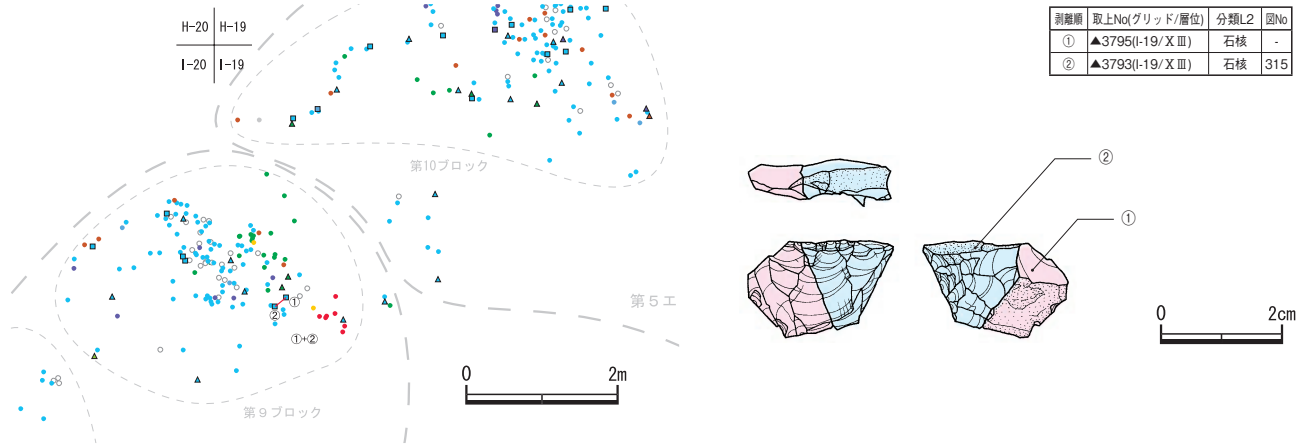 H-20 H-19
I-20 I-19
第10ブロック
①
②
①+②
第５エ
第９ブロック
0 2m
剥離順 取上No(グリッド/層位) 分類L2 図No
① ▲3795(I-19/ⅩⅢ) 石核 -
② ▲3793(I-19/ⅩⅢ) 石核 315
②
①
0 2cm